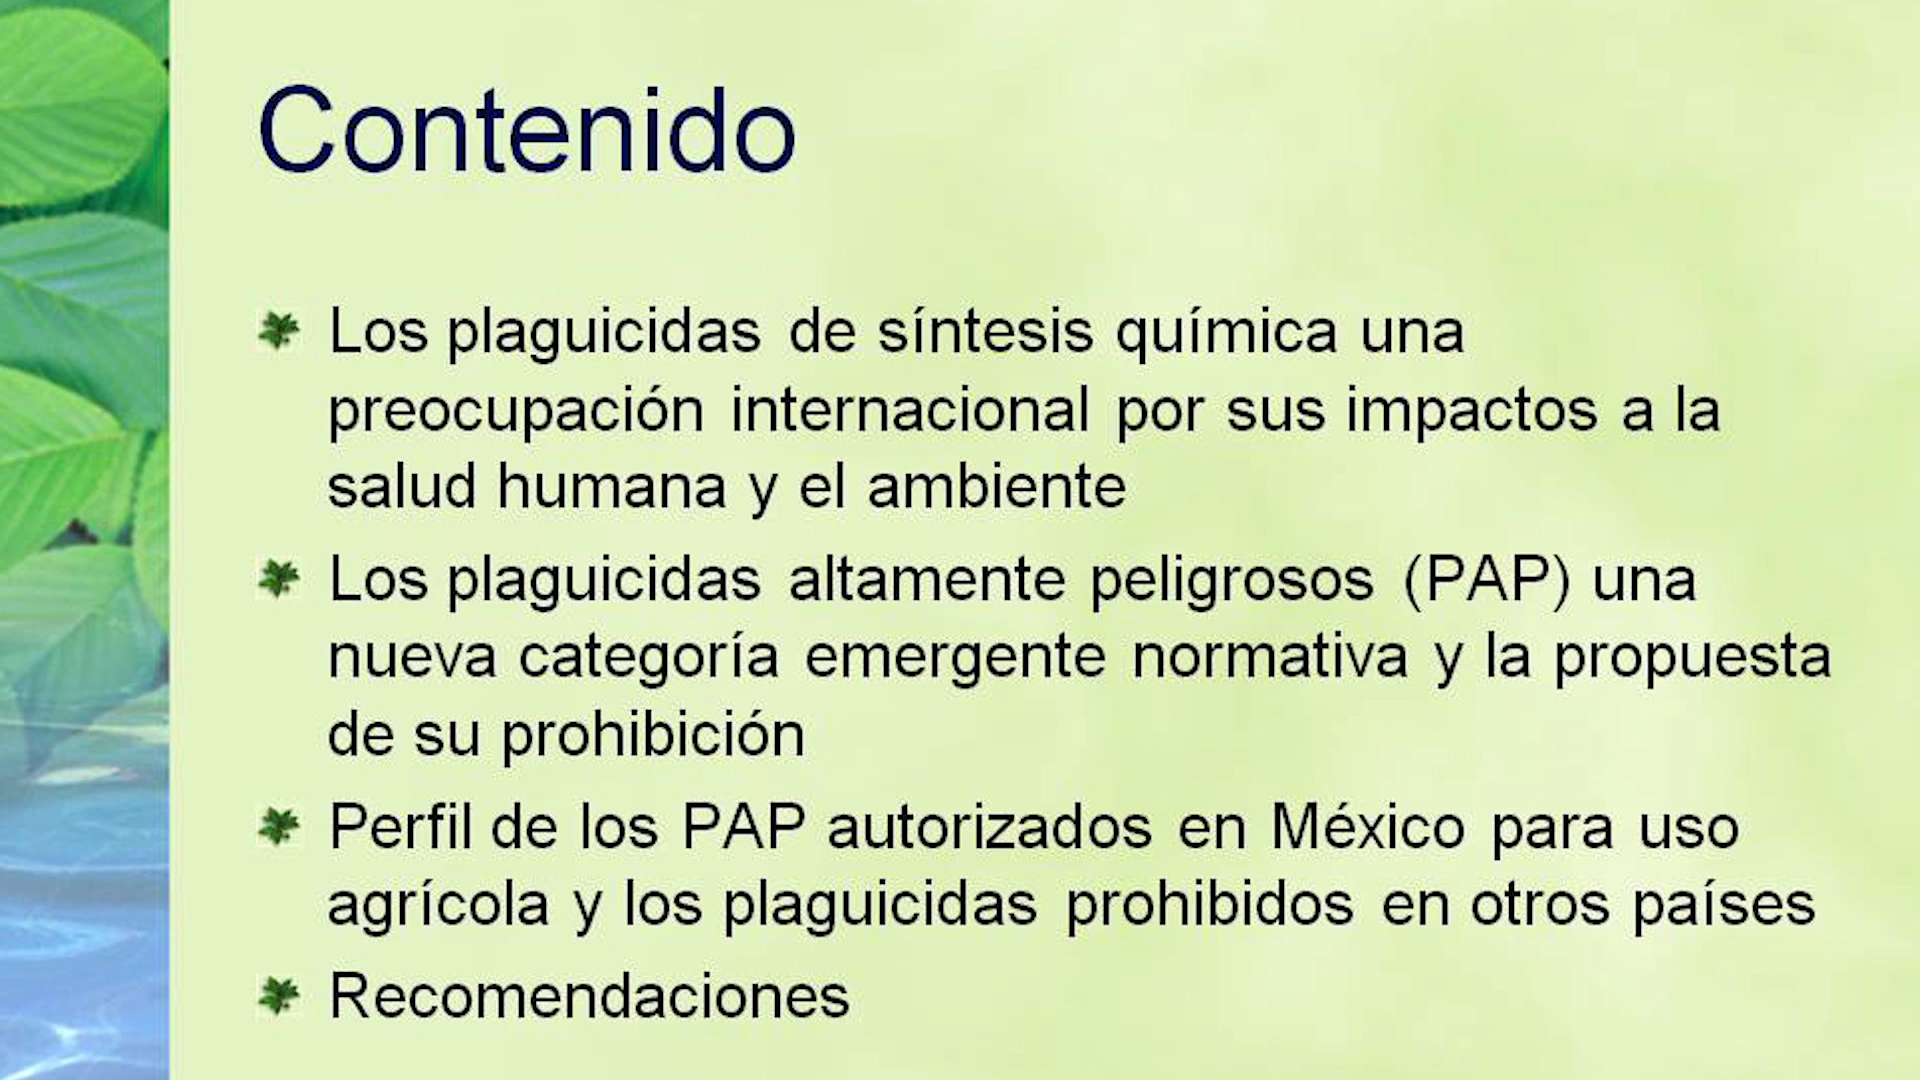 Contenido
Los plaguicidas de síntesis química una
preocupación internacional por sus impactos a la
salud humana y el ambiente
Los plaguicidas altamente peligrosos (PAP) una
nueva categoría emergente normativa y la propuesta
de su prohibición
Perfil de los PAP autorizados en México para uso
agrícola y los plaguicidas prohibidos en otros países
Recomendaciones